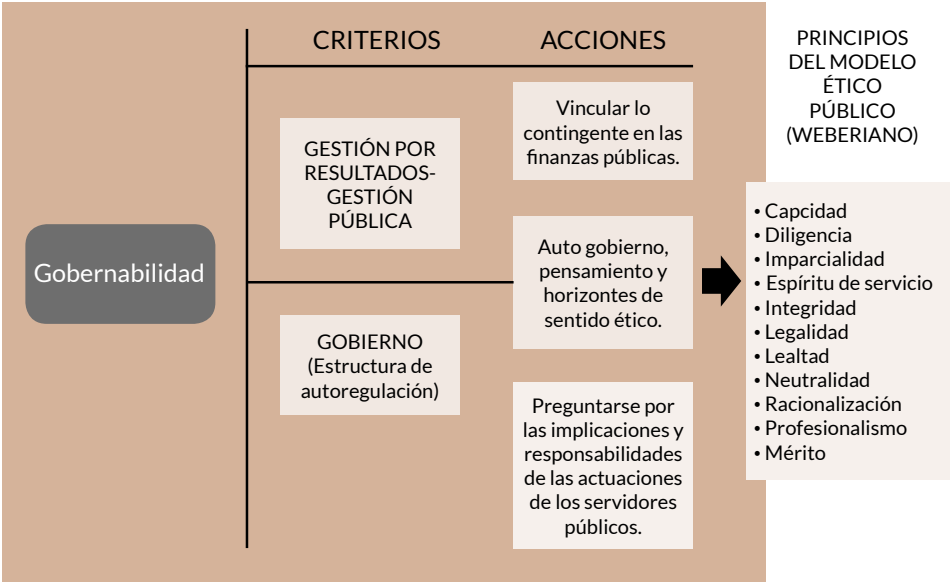 CRITERIOS
ACCIONES
PRINCIPIOS
DEL MODELO
ÉTICO
PÚBLICO
(WEBERIANO)
Gobernabilidad
GESTIÓN POR
RESULTADOS-
GESTIÓN
PÚBLICA
GOBIERNO
(Estructura de
autoregulación)
Vincular lo
contingente en las
finanzas públicas.
Auto gobierno,
pensamiento y
horizontes de
sentido ético.
Preguntarse por
las implicaciones y
responsabilidades
de las actuaciones
de los servidores
públicos.
• Capcidad
• Diligencia
• Imparcialidad
• Espíritu de servicio
• Integridad
• Legalidad
• Lealtad
• Neutralidad
• Racionalización
• Profesionalismo
• Mérito